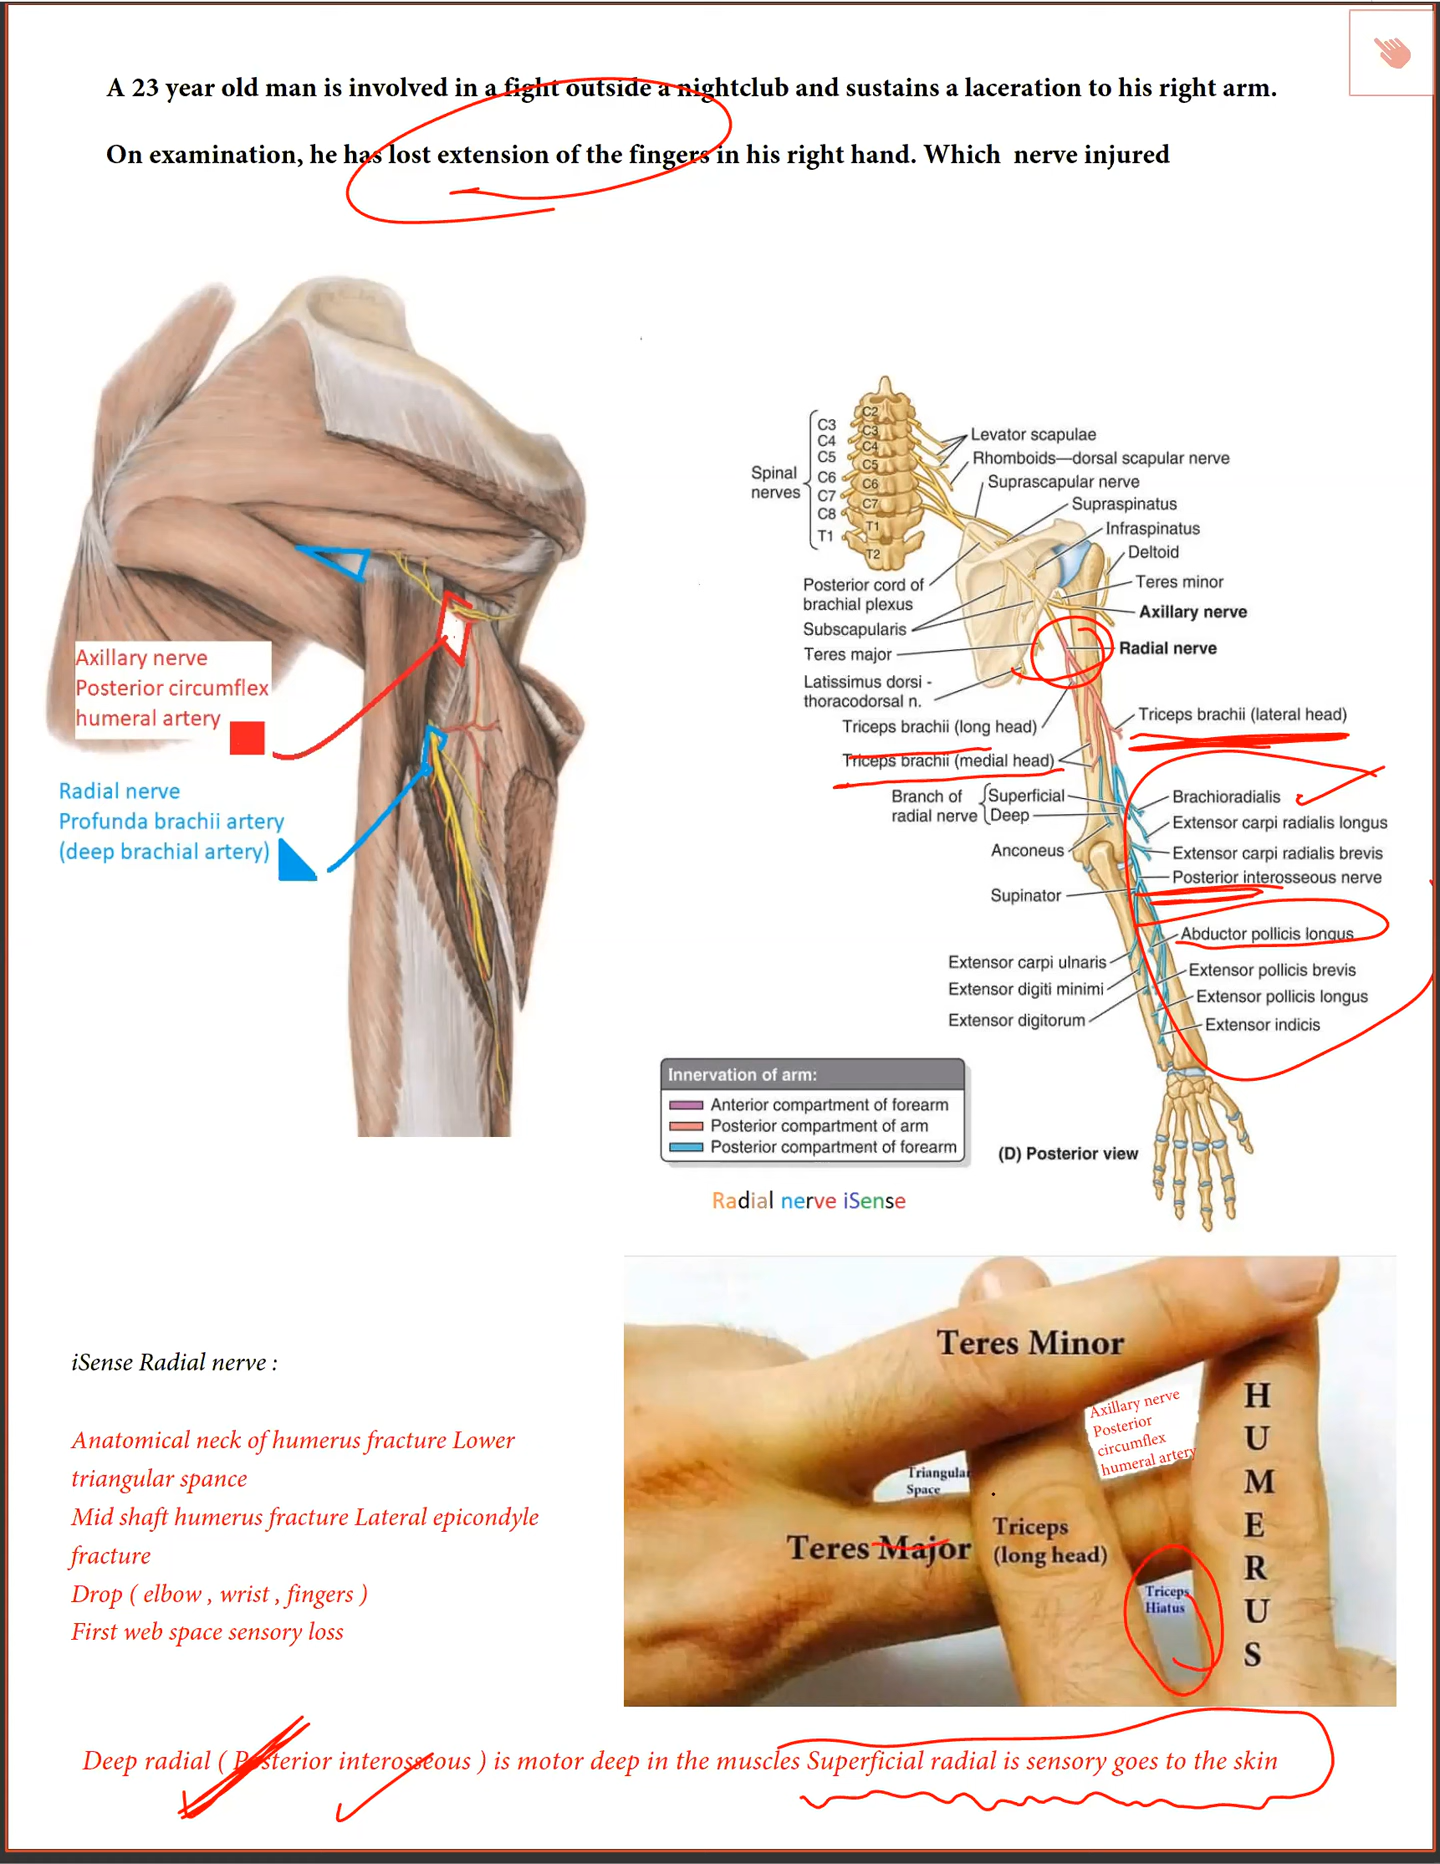 A 23 year old man is involved in a fight outside a nightclub and sustains a laceration to his right arm.
On examination, he has lost extension of the fingers in his right hand. Which nerve injured
Axillary nerve
Posterior circumflex
humeral artery
Radial nerve
Profunda brachii artery
(deep brachial artery)
Spinal
nerves
C3
C4
C5
C6
C7
C8
T1
C2
C3
C4
C5
C6
C7
T1
T2
Levator scapulae
Rhomboids—dorsal scapular nerve
Suprascapular nerve
Supraspinatus
Infraspinatus
Deltoid
Teres minor
Axillary nerve
Radial nerve
Posterior cord of
brachial plexus
Subscapularis
Teres major
Latissimus dorsi -
thoracodorsal n.
Triceps brachii (long head)
Triceps brachii (lateral head)
Triceps brachii (medial head)
Branch of
radial nerve
Superficial
Deep
Brachioradialis
Extensor carpi radialis longus
Anconeus
Extensor carpi radialis brevis
Posterior interosseous nerve
Supinator
Abductor pollicis longus
Extensor carpi ulnaris
Extensor pollicis brevis
Extensor digiti minimi
Extensor pollicis longus
Extensor digitorum
Extensor indicis
Innervation of arm:
Anterior compartment of forearm
Posterior compartment of arm
Posterior compartment of forearm
(D) Posterior view
Radial nerve iSense
iSense Radial nerve :
Anatomical neck of humerus fracture Lower
triangular spance
Mid shaft humerus fracture Lateral epicondyle
fracture
Drop ( elbow , wrist , fingers )
First web space sensory loss
Teres Minor
Axillary nerve
Posterior
circumflex
humeral artery
Triangular
Space
Teres Major
Triceps
(long head)
Triceps
Hiatus
H
U
M
E
R
U
S
Deep radial ( Posterior interosseous ) is motor deep in the muscles Superficial radial is sensory goes to the skin